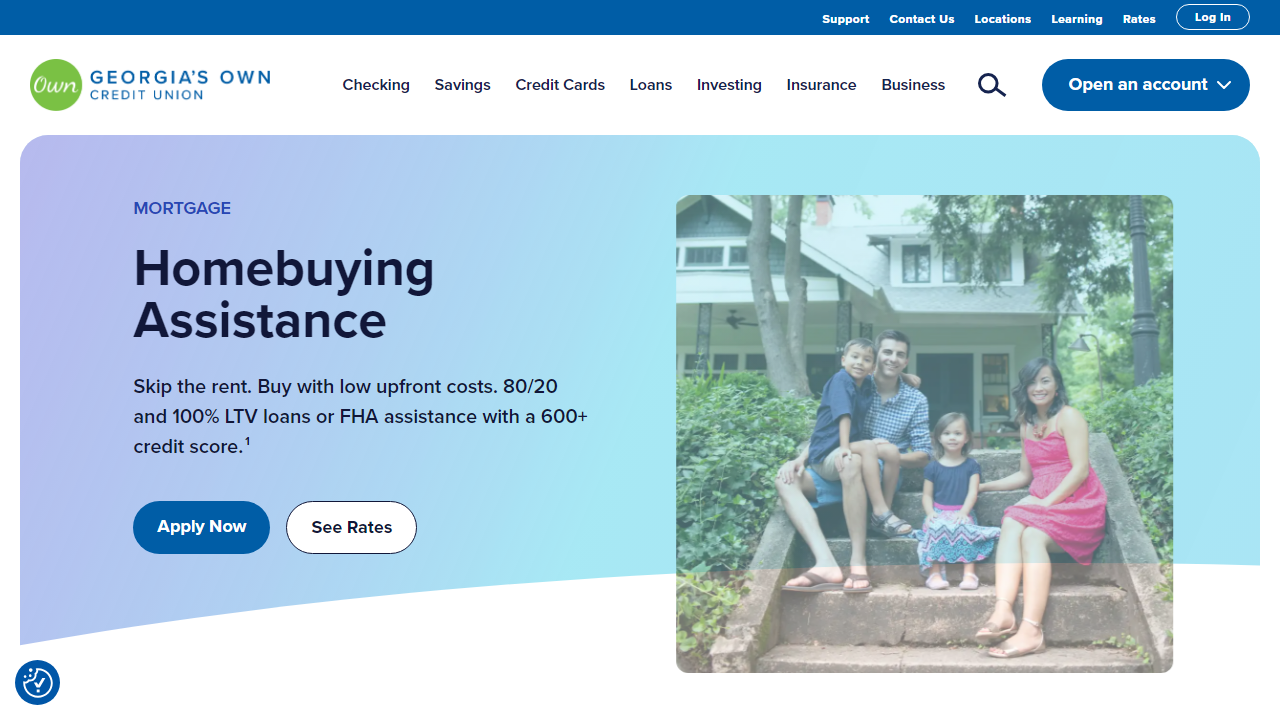 Support Contact Us Locations Learning Rates Log In
Own GEORGIA'S OWN
CREDIT UNION
Checking Savings Credit Cards Loans Investing Insurance Business Open an account
MORTGAGE
Homebuying
Assistance
Skip the rent. Buy with low upfront costs. 80/20
and 100% LTV loans or FHA assistance with a 600+
credit score.¹
Apply Now See Rates